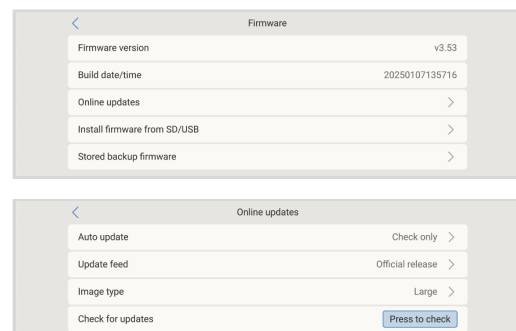 Firmware
Firmware version v3.53
Build date/time 20250107135716
Online updates
Install firmware from SD/USB
Stored backup firmware
Online updates
Auto update Check only
Update feed Official release
Image type Large
Check for updates Press to check